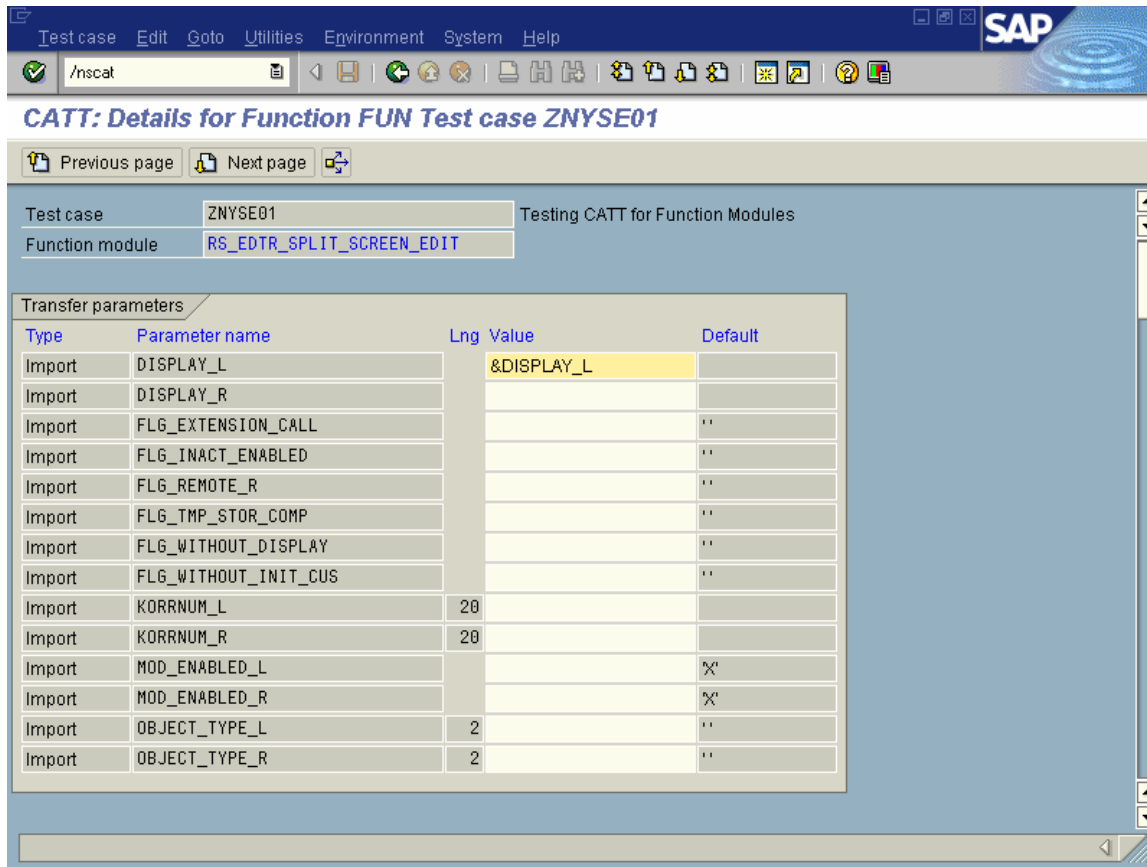 Test case Edit Goto Utilities Environment System Help
SAP
/nscat
CATT: Details for Function FUN Test case ZNYSE01
Previous page Next page
Test case ZNYSE01 Testing CATT for Function Modules
Function module RS_EDTR_SPLIT_SCREEN_EDIT
Transfer parameters
Type Parameter name Lng Value Default
Import DISPLAY_L &DISPLAY_L
Import DISPLAY_R
Import FLG_EXTENSION_CALL ' '
Import FLG_INACT_ENABLED ' '
Import FLG_REMOTE_R ' '
Import FLG_TMP_STOR_COMP ' '
Import FLG_WITHOUT_DISPLAY ' '
Import FLG_WITHOUT_INIT_CUS ' '
Import KORRNUM_L 20
Import KORRNUM_R 20
Import MOD_ENABLED_L 'X'
Import MOD_ENABLED_R 'X'
Import OBJECT_TYPE_L 2 ' '
Import OBJECT_TYPE_R 2 ' '